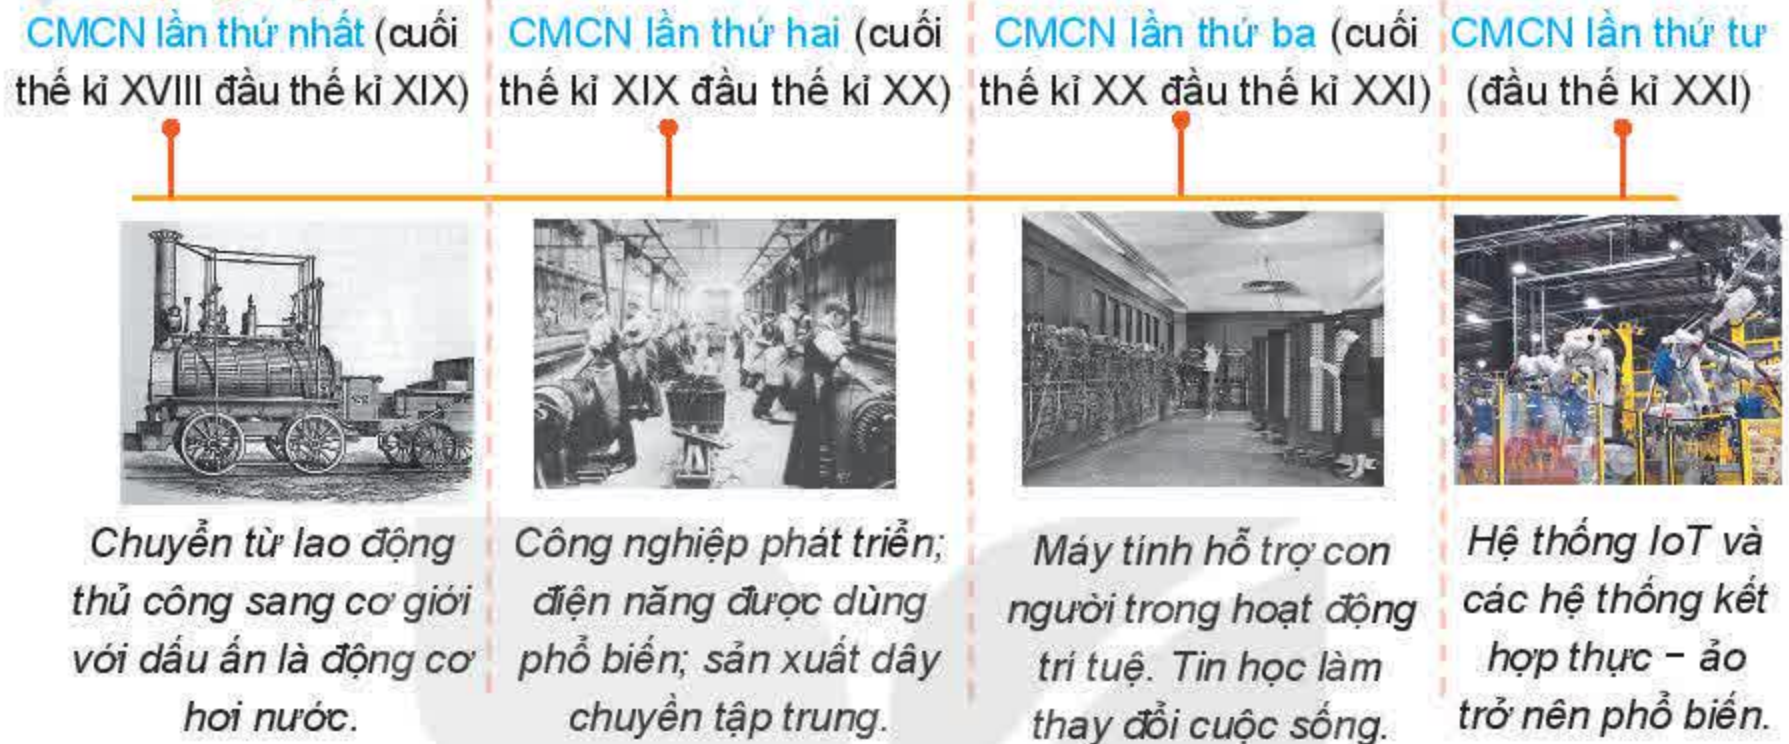 CMCN lần thứ nhất (cuối
thế kỉ XVIII đầu thế kỉ XIX)
CMCN lần thứ hai (cuối
thế kỉ XIX đầu thế kỉ XX)
CMCN lần thứ ba (cuối
thế kỉ XX đầu thế kỉ XXI)
CMCN lần thứ tư
(đầu thế kỉ XXI)
Chuyển từ lao động
thủ công sang cơ giới
với dấu ấn là động cơ
hơi nước.
Công nghiệp phát triển;
điện năng được dùng
phổ biến; sản xuất dây
chuyền tập trung.
Máy tính hỗ trợ con
người trong hoạt động
trí tuệ. Tin học làm
thay đổi cuộc sống.
Hệ thống IoT và
các hệ thống kết
hợp thực – ảo
trở nên phổ biến.